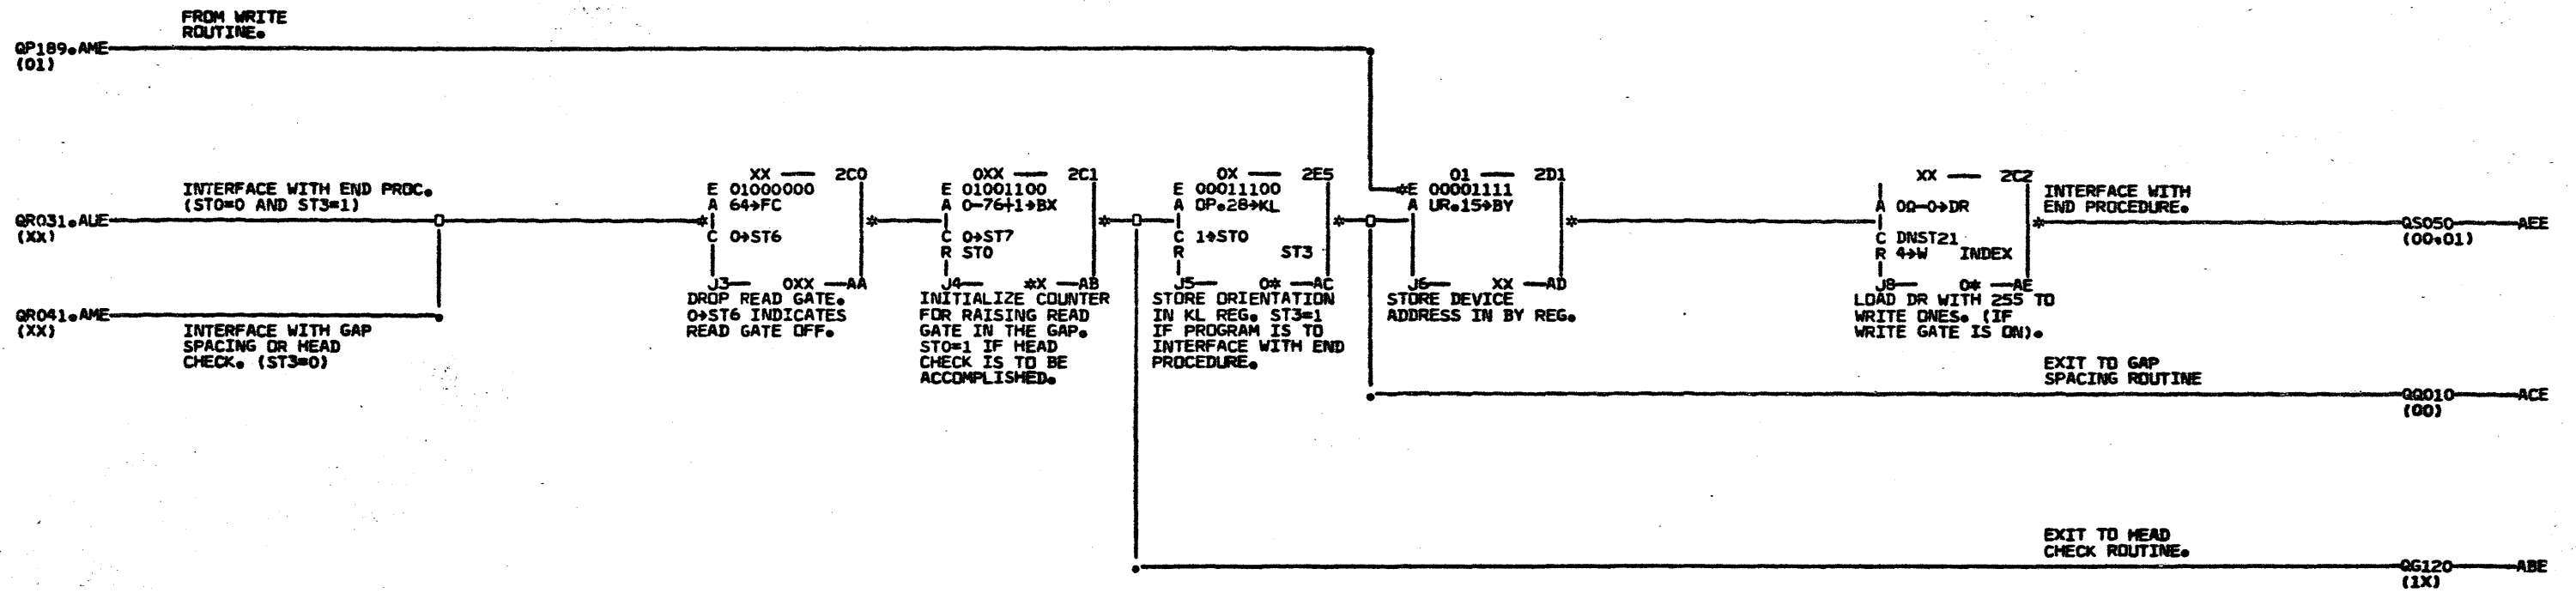 FROM WRITE
ROUTINE.
QP189.AME
(01)
INTERFACE WITH END PROC.
(ST0=0 AND ST3=1)
QR031.AUE
(XX)
QR041.AME
(XX)
INTERFACE WITH GAP
SPACING OR HEAD
CHECK. (ST3=0)
XX — 2C0
E 01000000
A 64→FC
C 0→ST6
J3— 0XX —AA
DROP READ GATE.
0→ST6 INDICATES
READ GATE OFF.
0XX — 2C1
E 01001100
A 0-76+1→BX
C 0→ST7
R ST0
J4— *X —AB
INITIALIZE COUNTER
FOR RAISING READ
GATE IN THE GAP.
ST0=1 IF HEAD
CHECK IS TO BE
ACCOMPLISHED.
0X — 2E5
E 00011100
A OP.28→KL
C 1→ST0
R ST3
J5— 0* —AC
STORE ORIENTATION
IN KL REG. ST3=1
IF PROGRAM IS TO
INTERFACE WITH END
PROCEDURE.
01 — 2D1
*E 00001111
A UR.15→BY
J6— XX —AD
STORE DEVICE
ADDRESS IN BY REG.
XX — 2C2
A 0Ω-0→DR
C DNST21
R 4→W INDEX
J8— 0* —AE
LOAD DR WITH 255 TO
WRITE ONES. (IF
WRITE GATE IS ON).
INTERFACE WITH
END PROCEDURE.
QS050 AEE
(00.01)
EXIT TO GAP
SPACING ROUTINE
QQ010 ACE
(00)
EXIT TO HEAD
CHECK ROUTINE.
QG120 ABE
(1X)